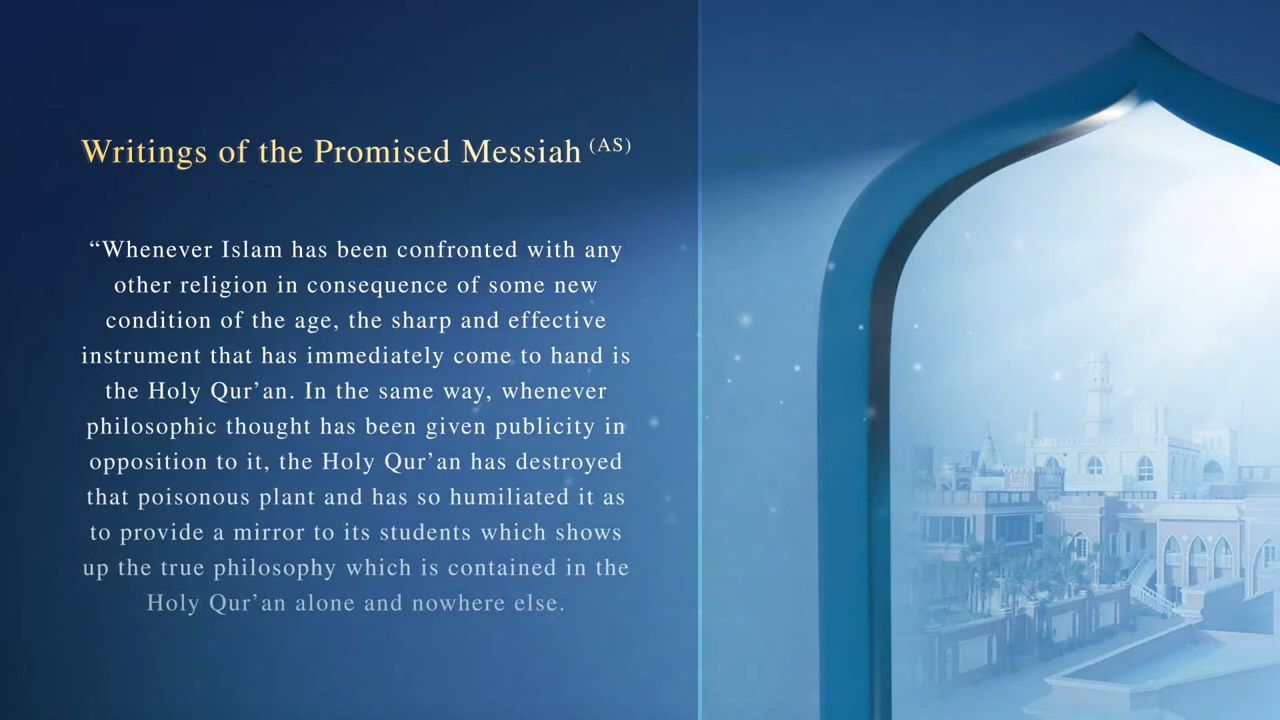 Writings of the Promised Messiah (AS)
“Whenever Islam has been confronted with any
other religion in consequence of some new
condition of the age, the sharp and effective
instrument that has immediately come to hand is
the Holy Qur’an. In the same way, whenever
philosophic thought has been given publicity in
opposition to it, the Holy Qur’an has destroyed
that poisonous plant and has so humiliated it as
to provide a mirror to its students which shows
up the true philosophy which is contained in the
Holy Qur’an alone and nowhere else.